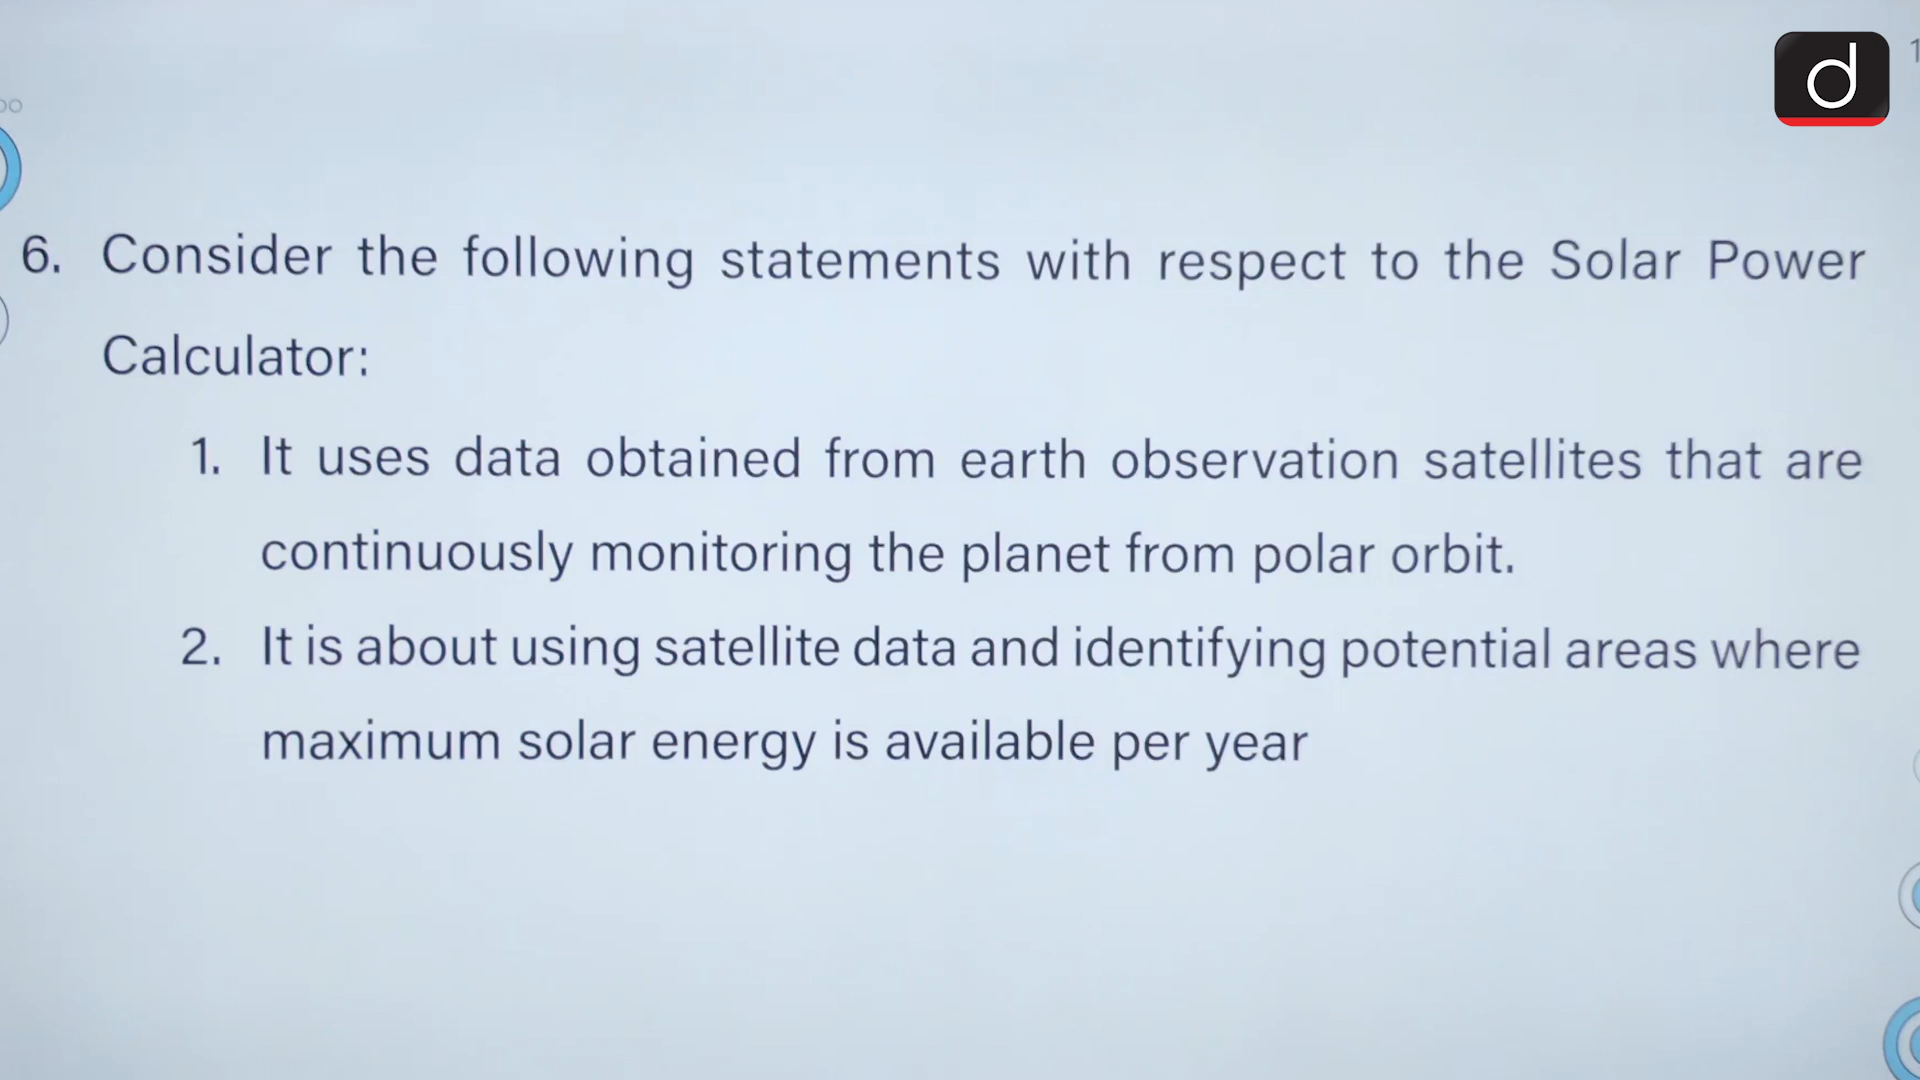 6. Consider the following statements with respect to the Solar Power
Calculator:
1. It uses data obtained from earth observation satellites that are
continuously monitoring the planet from polar orbit.
2. It is about using satellite data and identifying potential areas where
maximum solar energy is available per year
d